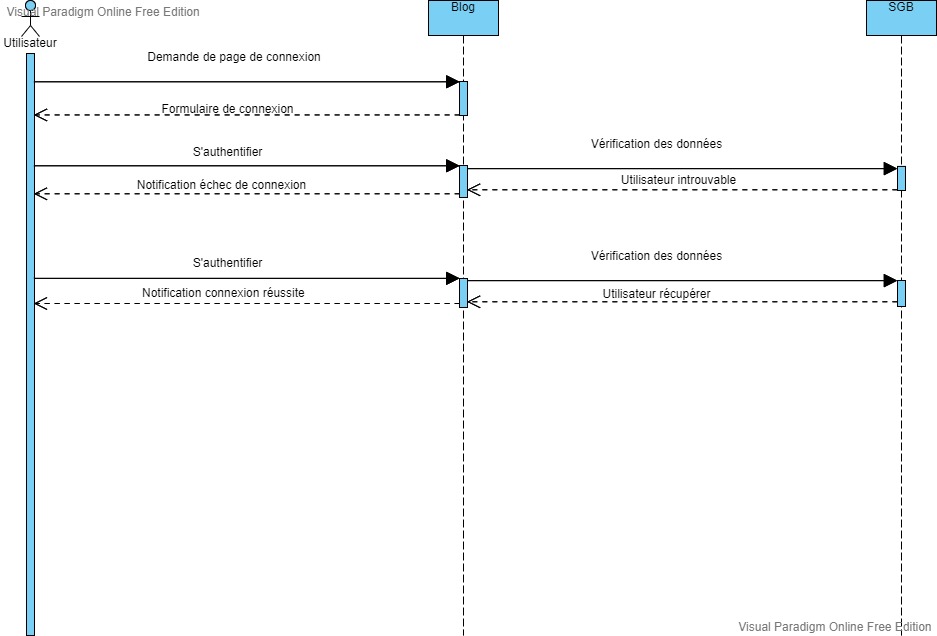 Visual Paradigm Online Free Edition
Blog
SGB
Utilisateur
Demande de page de connexion
Formulaire de connexion
S'authentifier
Vérification des données
Notification échec de connexion
Utilisateur introuvable
S'authentifier
Vérification des données
Notification connexion réussite
Utilisateur récupérer
Visual Paradigm Online Free Edition